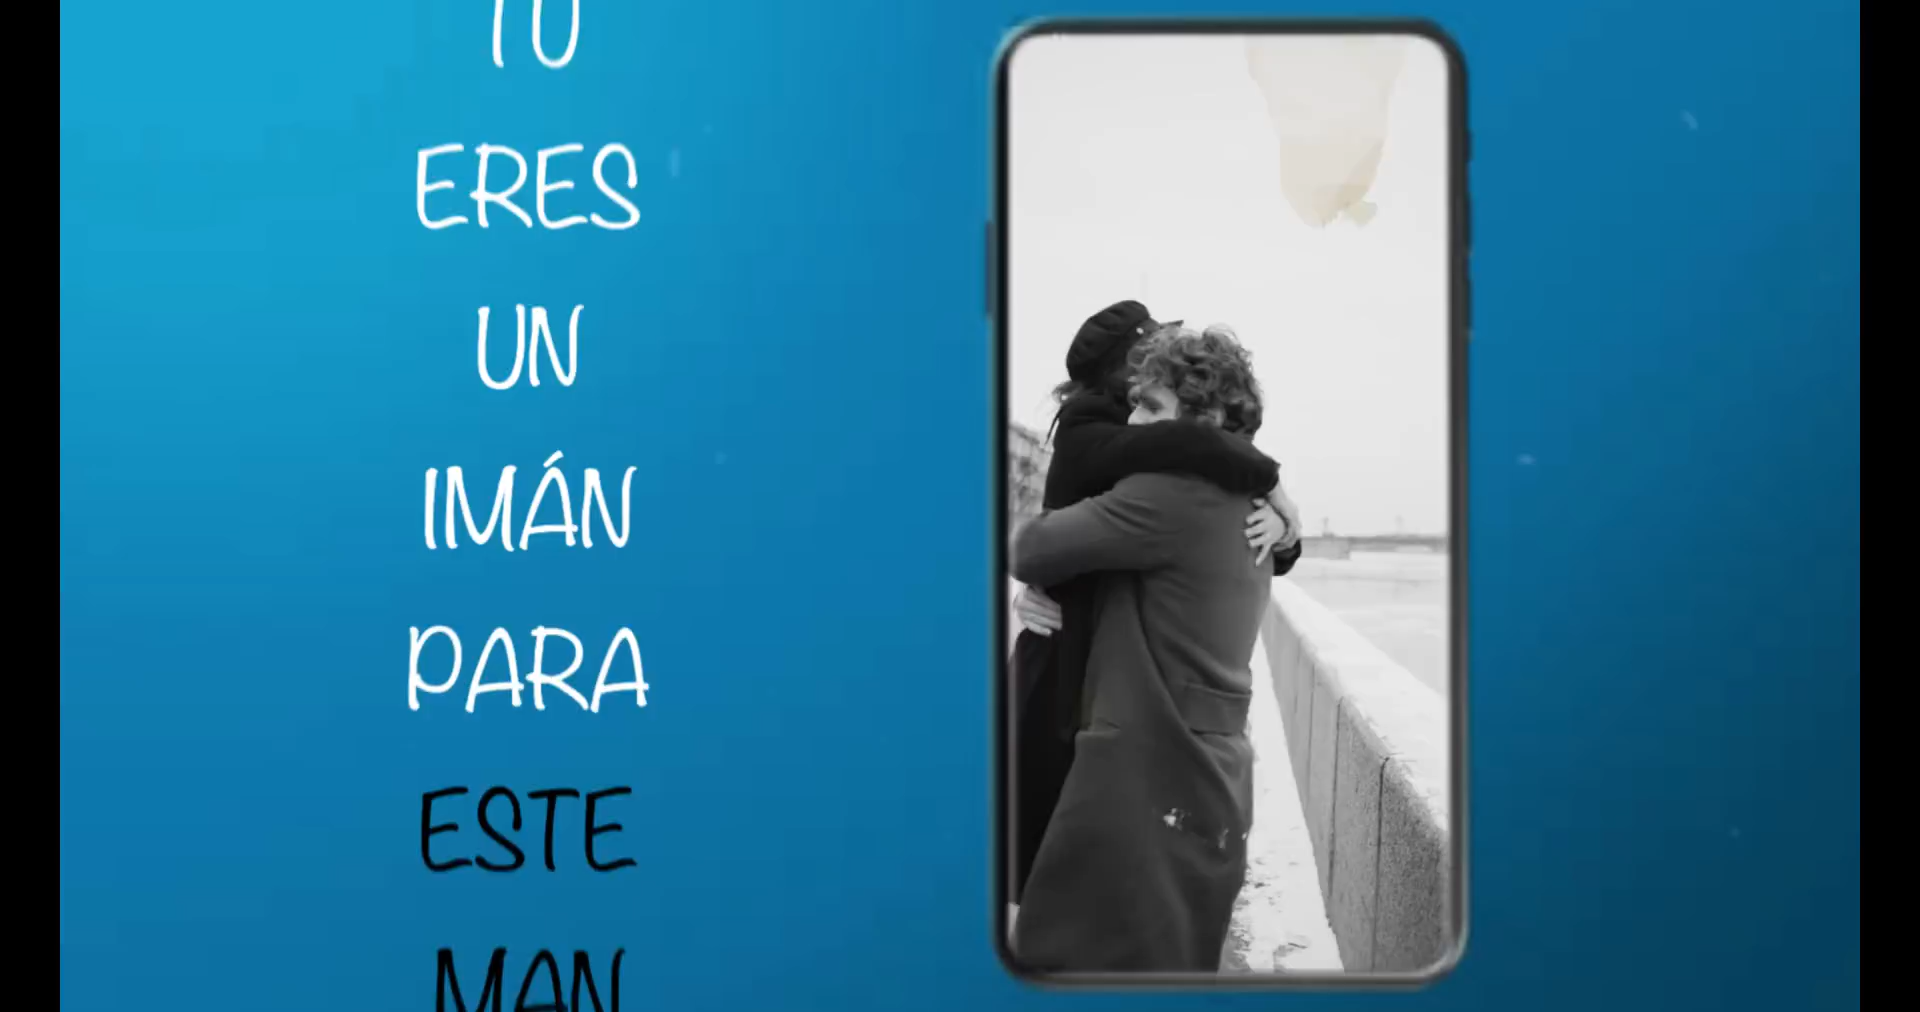 TU
ERES
UN
IMÁN
PARA
ESTE
MAN